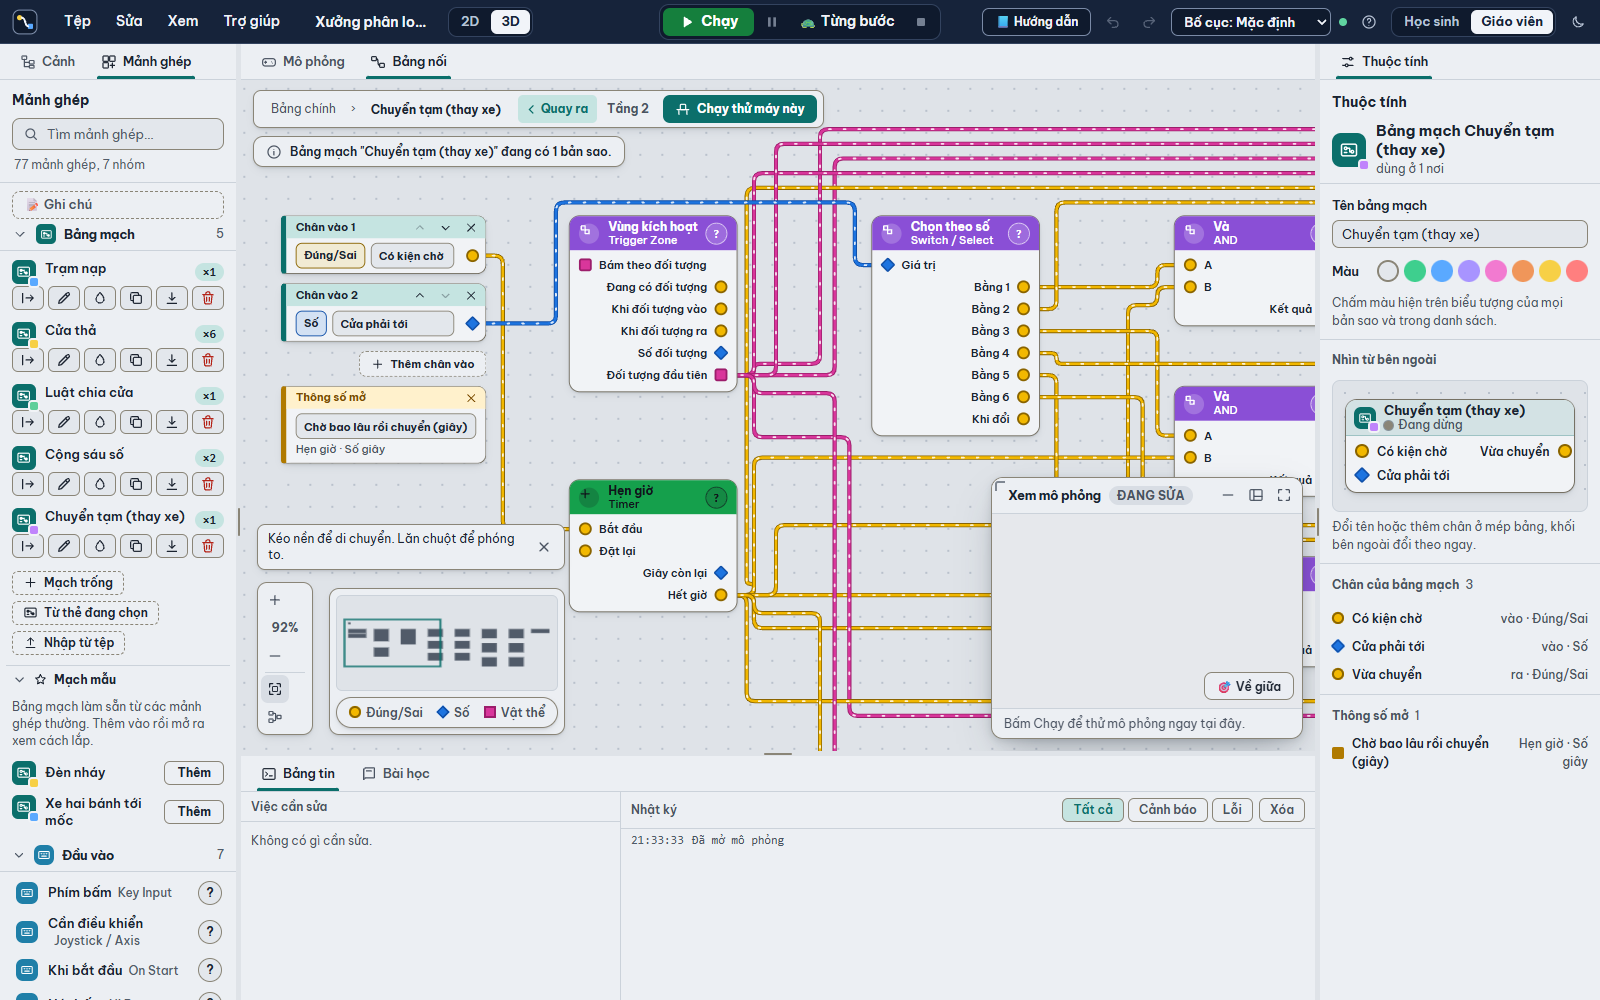 Tệp Sửa Xem Trợ giúp Xưởng phân lo... 2D 3D Chạy Từng bước Hướng dẫn Bố cục: Mặc định Học sinh Giáo viên
Cảnh Mảnh ghép
Mảnh ghép
Tìm mảnh ghép...
77 mảnh ghép, 7 nhóm
Ghi chú
Bảng mạch 5
Trạm nạp ×1
Cửa thả ×6
Luật chia cửa ×1
Cộng sáu số ×2
Chuyển tạm (thay xe) ×1
+ Mạch trống
Từ thẻ đang chọn
Nhập từ tệp
Mạch mẫu
Bảng mạch làm sẵn từ các mảnh
ghép thường. Thêm vào rồi mở ra
xem cách lắp.
Đèn nháy Thêm
Xe hai bánh tới
mốc Thêm
Đầu vào 7
Phím bấm Key Input ?
Cần điều khiển
Joystick / Axis ?
Khi bắt đầu On Start ?
Mô phỏng Bảng nối
Bảng chính › Chuyển tạm (thay xe) Quay ra Tầng 2 Chạy thử máy này
Bảng mạch "Chuyển tạm (thay xe)" đang có 1 bản sao.
Chân vào 1
Đúng/Sai Có kiện chờ
Chân vào 2
Số Cửa phải tới
+ Thêm chân vào
Thông số mở
Chờ bao lâu rồi chuyển (giây)
Hẹn giờ · Số giây
Vùng kích hoạt
Trigger Zone ?
Bám theo đối tượng
Đang có đối tượng
Khi đối tượng vào
Khi đối tượng ra
Số đối tượng
Đối tượng đầu tiên
Hẹn giờ
Timer ?
Bắt đầu
Đặt lại
Giây còn lại
Hết giờ
Chọn theo số
Switch / Select ?
Giá trị
Bằng 1
Bằng 2
Bằng 3
Bằng 4
Bằng 5
Bằng 6
Khi đổi
Và
AND
A
B
Kết quả
Và
AND
A
B
Kéo nền để di chuyển. Lăn chuột để phóng
to.
92%
Đúng/Sai Số Vật thể
Xem mô phỏng ĐANG SỬA
Về giữa
Bấm Chạy để thử mô phỏng ngay tại đây.
Bảng tin Bài học
Việc cần sửa
Không có gì cần sửa.
Nhật ký Tất cả Cảnh báo Lỗi Xóa
21:33:33 Đã mở mô phỏng
Thuộc tính
Thuộc tính
Bảng mạch Chuyển tạm
(thay xe)
dùng ở 1 nơi
Tên bảng mạch
Chuyển tạm (thay xe)
Màu
Chấm màu hiện trên biểu tượng của mọi
bản sao và trong danh sách.
Nhìn từ bên ngoài
Chuyển tạm (thay xe)
Đang dừng
Có kiện chờ Vừa chuyển
Cửa phải tới
Đổi tên hoặc thêm chân ở mép bảng, khối
bên ngoài đổi theo ngay.
Chân của bảng mạch 3
Có kiện chờ vào · Đúng/Sai
Cửa phải tới vào · Số
Vừa chuyển ra · Đúng/Sai
Thông số mở 1
Chờ bao lâu rồi chuyển Hẹn giờ · Số
(giây) giây